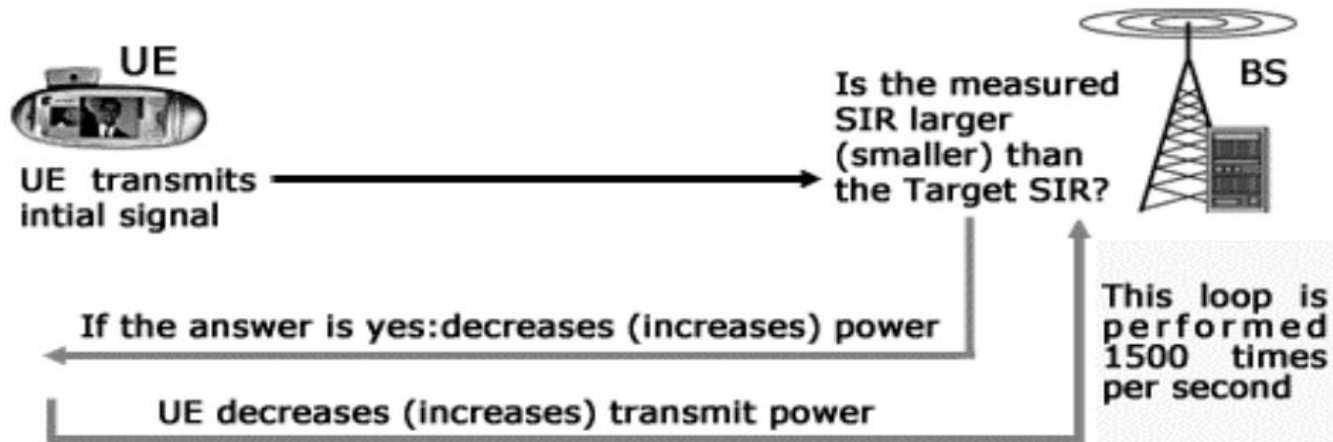 UE
BS
UE transmits
intial signal
Is the measured
SIR larger
(smaller) than
the Target SIR?
If the answer is yes:decreases (increases) power
UE decreases (increases) transmit power
This loop is
performed
1500 times
per second